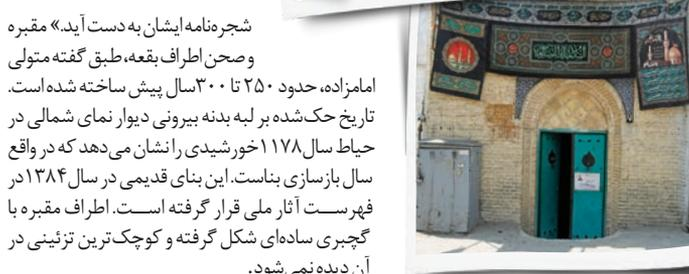 شجره‌نامه ایشان به دست آید.» مقبره
و صحن اطراف بقعه، طبق گفته متولی
امامزاده، حدود ۲۵۰ تا ۳۰۰ سال پیش ساخته شده است.
تاریخ حک‌شده بر لبه بدنه بیرونی دیوار نمای شمالی در
حیاط سال ۱۱۷۸ خورشیدی را نشان می‌دهد که در واقع
سال بازسازی بناست. این بنای قدیمی در سال ۱۳۸۴ در
فهرست آثار ملی قرار گرفته است. اطراف مقبره با
گچبری ساده‌ای شکل گرفته و کوچک‌ترین تزئینی در
آن دیده نمی‌شود.